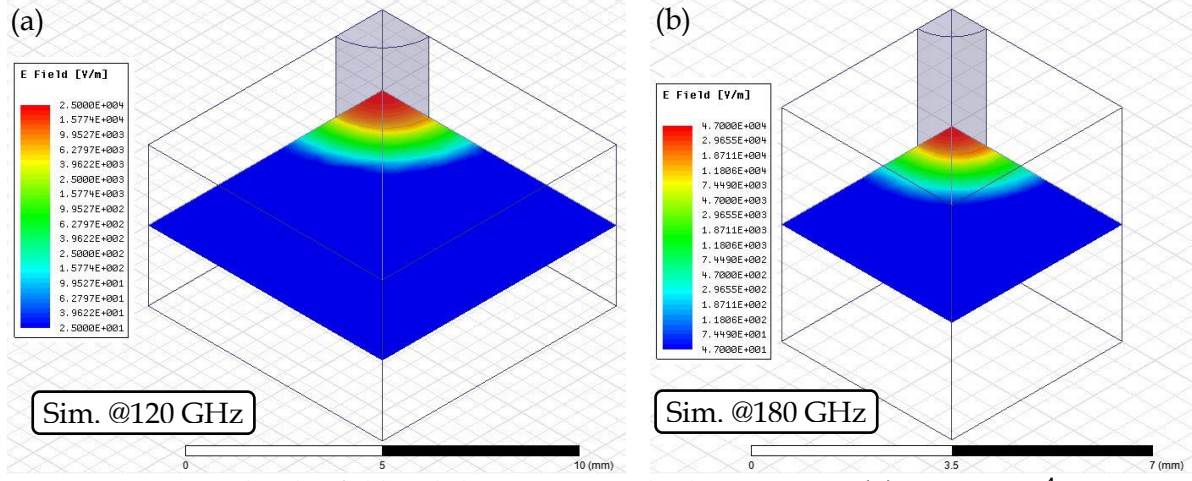 (a)
E Field [V/m]
2.5000E+004
1.5774E+004
9.9527E+003
6.2797E+003
3.9622E+003
2.5000E+003
1.5774E+003
9.9527E+002
6.2797E+002
3.9622E+002
2.5000E+002
1.5774E+002
9.9527E+001
6.2797E+001
3.9622E+001
2.5000E+001
Sim. @120 GHz
0 5 10 (mm)
(b)
E Field [V/m]
4.7000E+004
2.9655E+004
1.8711E+004
1.1806E+004
7.4490E+003
4.7000E+003
2.9655E+003
1.8711E+003
1.1806E+003
7.4490E+002
4.7000E+002
2.9655E+002
1.8711E+002
1.1806E+002
7.4490E+001
4.7000E+001
Sim. @180 GHz
0 3.5 7 (mm)